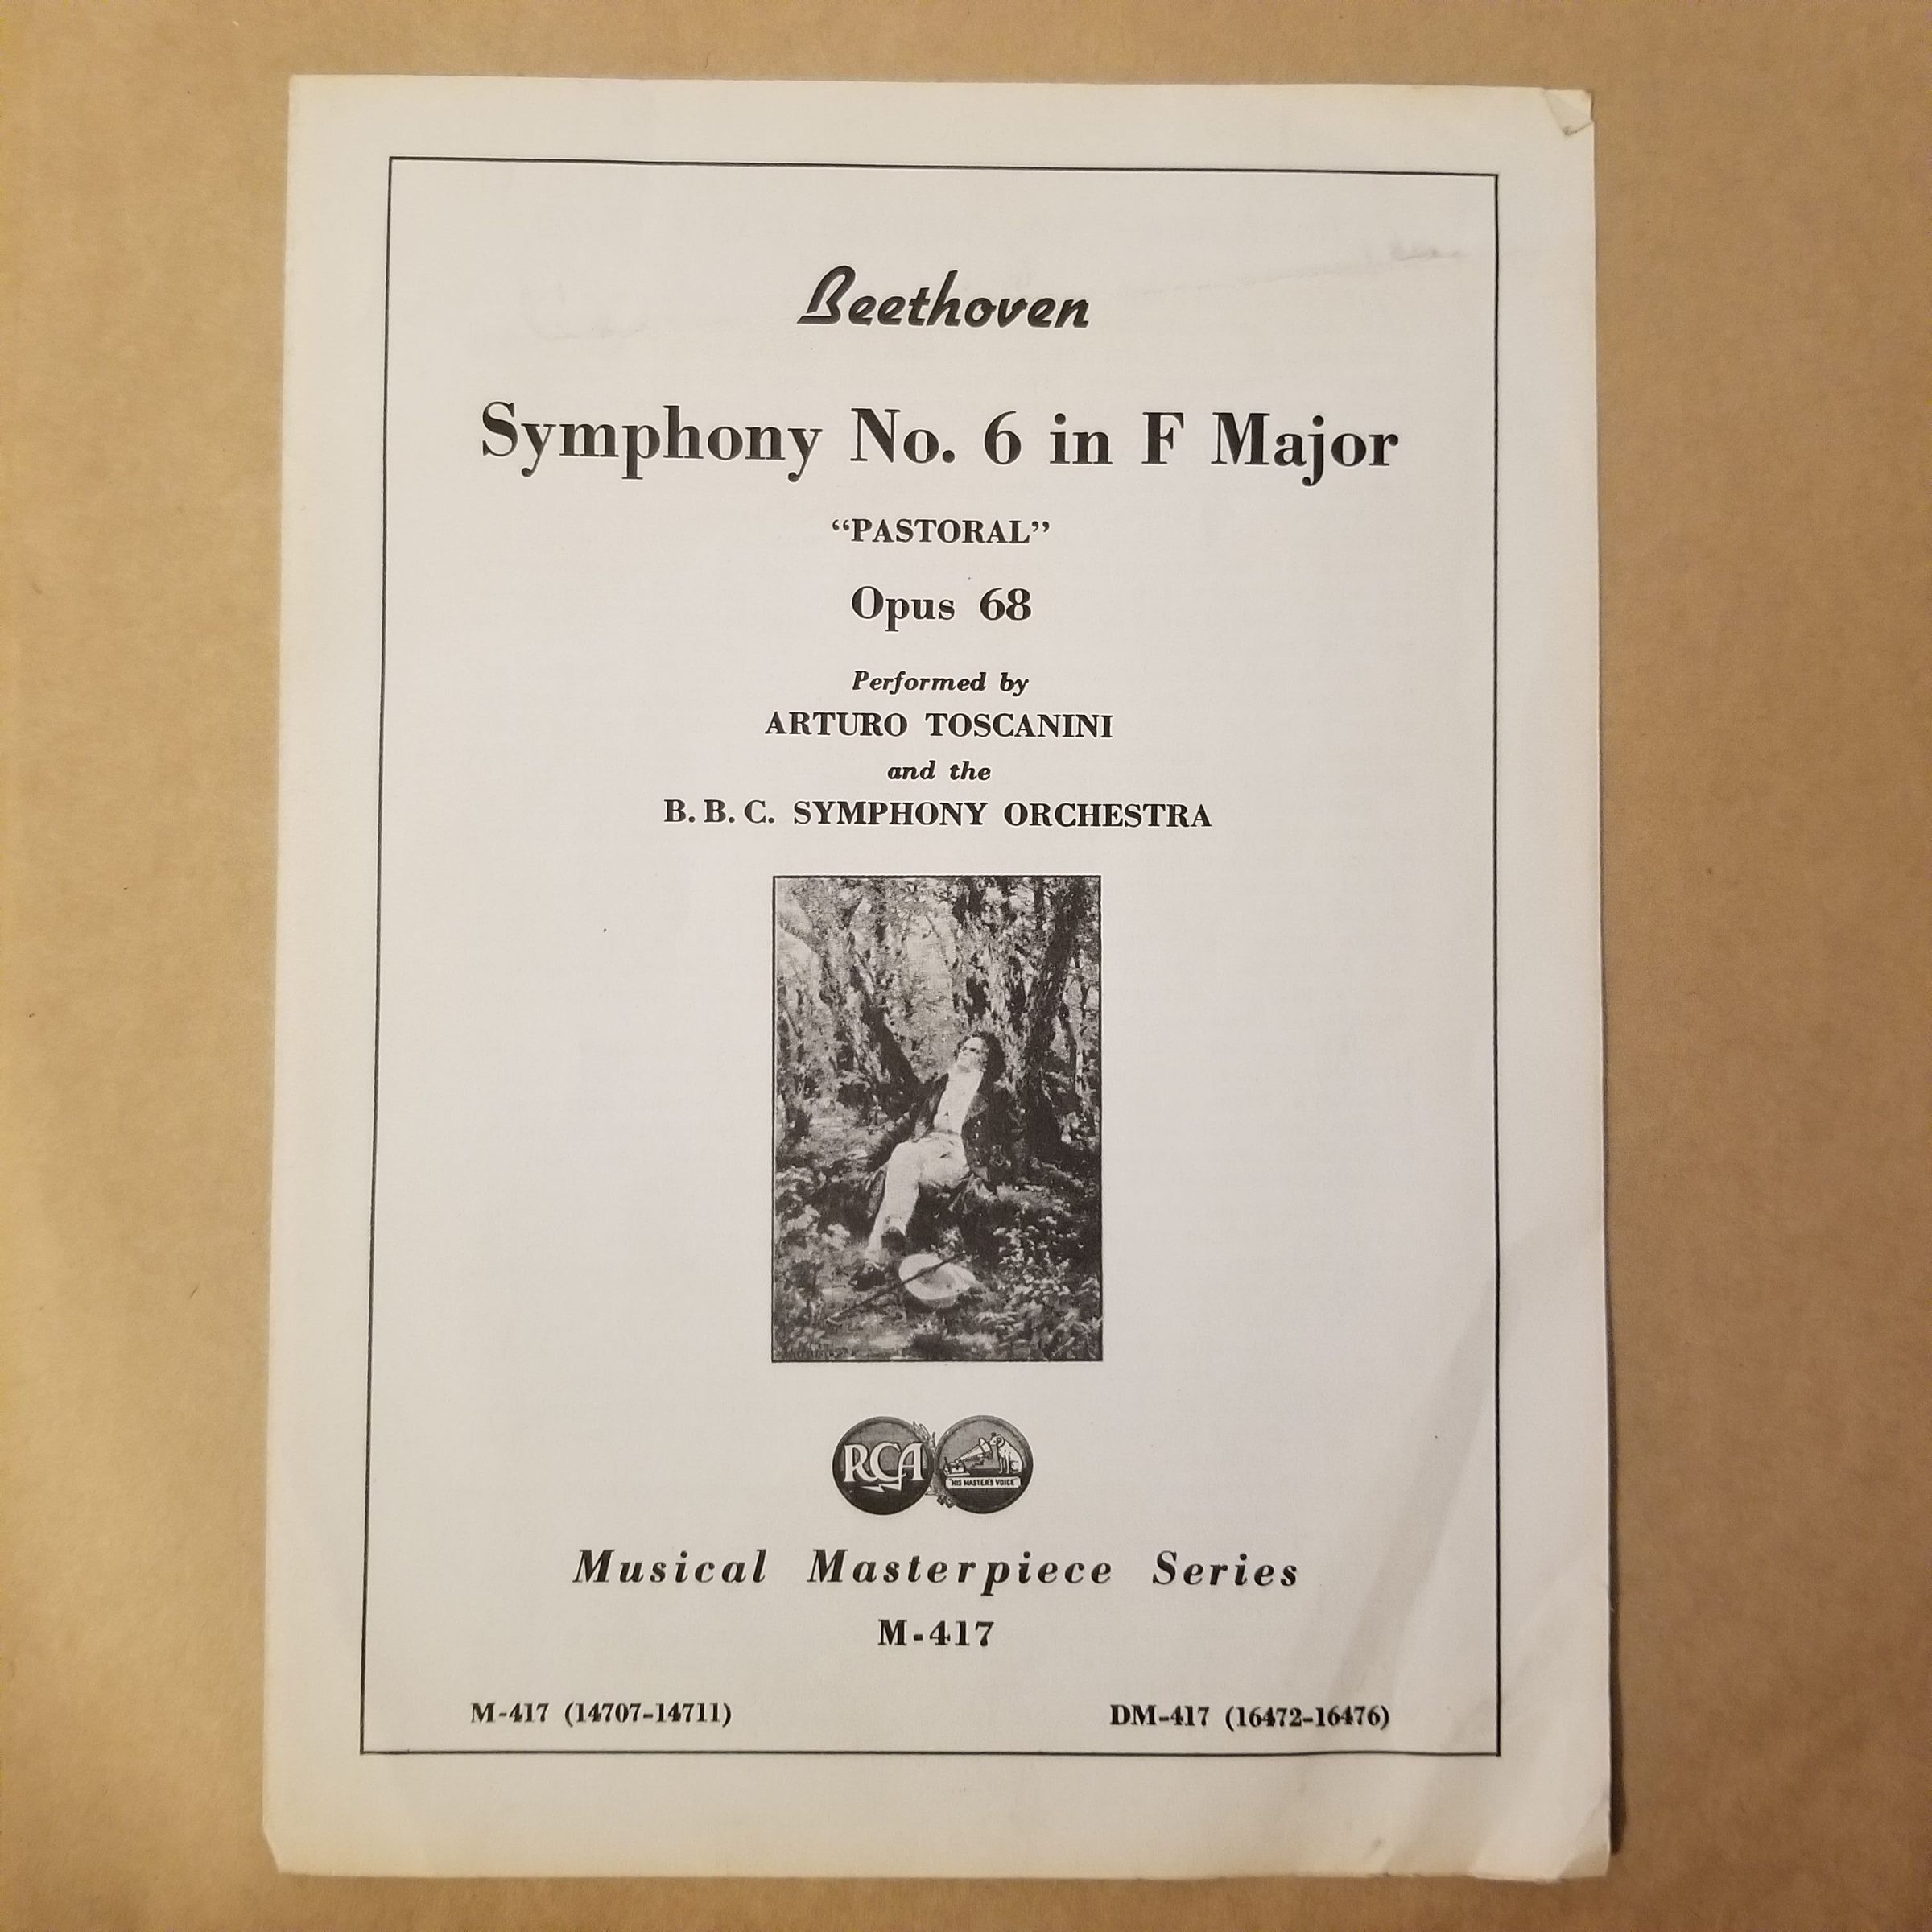 Beethoven
Symphony No. 6 in F Major
“PASTORAL”
Opus 68
Performed by
ARTURO TOSCANINI
and the
B. B. C. SYMPHONY ORCHESTRA
RCA
HIS MASTER'S VOICE
Musical Masterpiece Series
M-417
M-417 (14707-14711)
DM-417 (16472-16476)